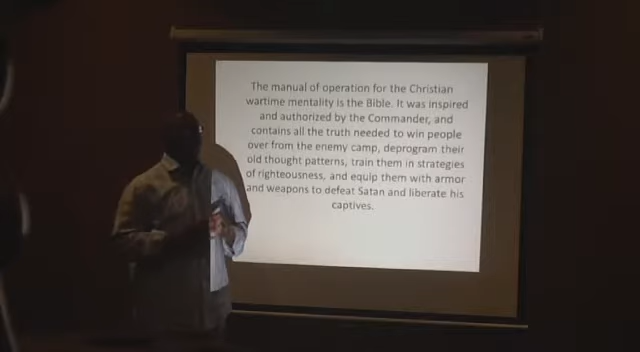 The manual of operation for the Christian
wartime mentality is the Bible. It was inspired
and authorized by the Commander, and
contains all the truth needed to win people
over from the enemy camp, deprogram their
old thought patterns, train them in strategies
of righteousness, and equip them with armor
and weapons to defeat Satan and liberate his
captives.